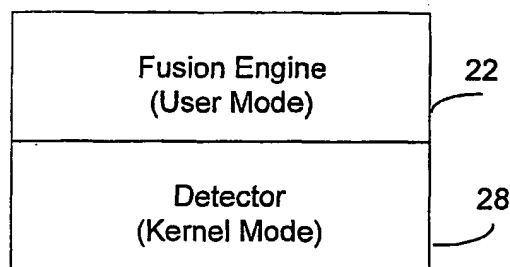 Fusion Engine
(User Mode)
22
Detector
(Kernel Mode)
28